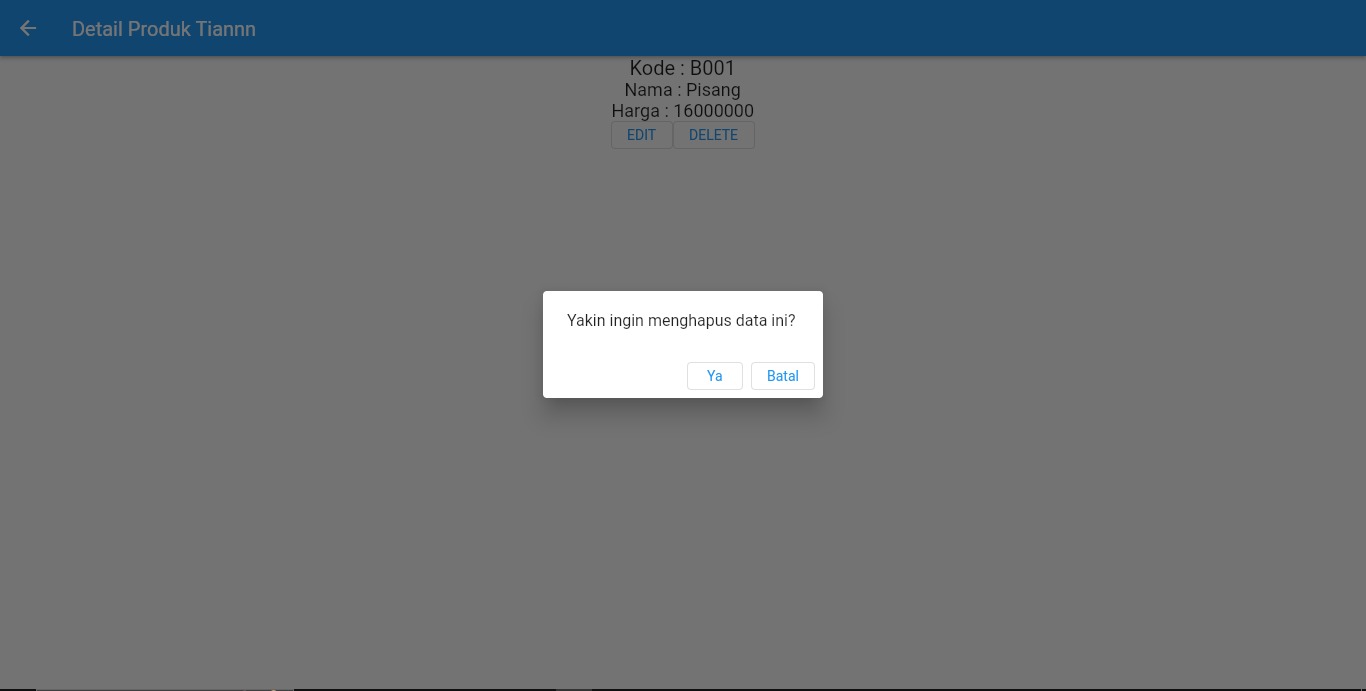 Detail Produk Tiannn
Kode : B001
Nama : Pisang
Harga : 16000000
EDIT DELETE
Yakin ingin menghapus data ini?
Ya Batal